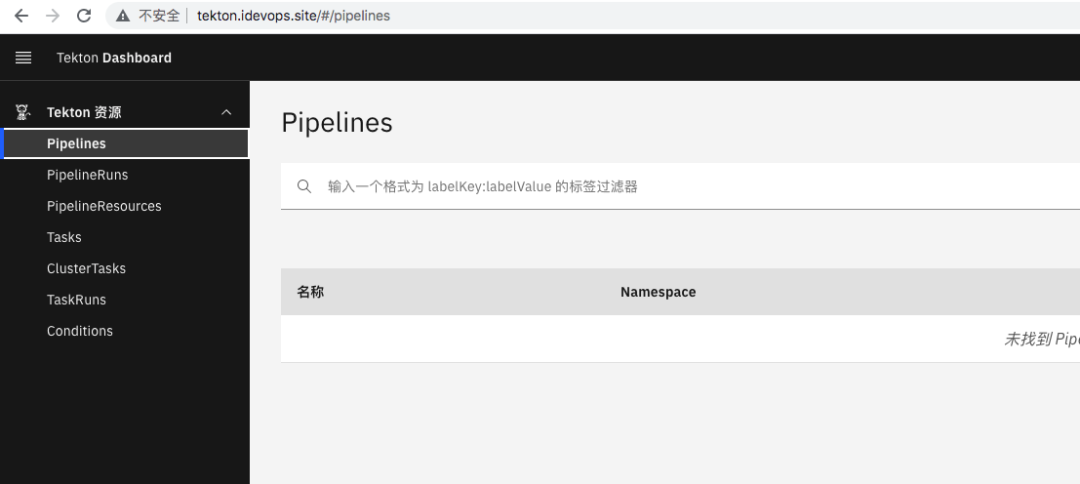 不安全 tekton.idevops.site/#/pipelines
Tekton Dashboard
Tekton 资源
Pipelines
PipelineRuns
PipelineResources
Tasks
ClusterTasks
TaskRuns
Conditions
Pipelines
输入一个格式为 labelKey:labelValue 的标签过滤器
名称 Namespace
未找到